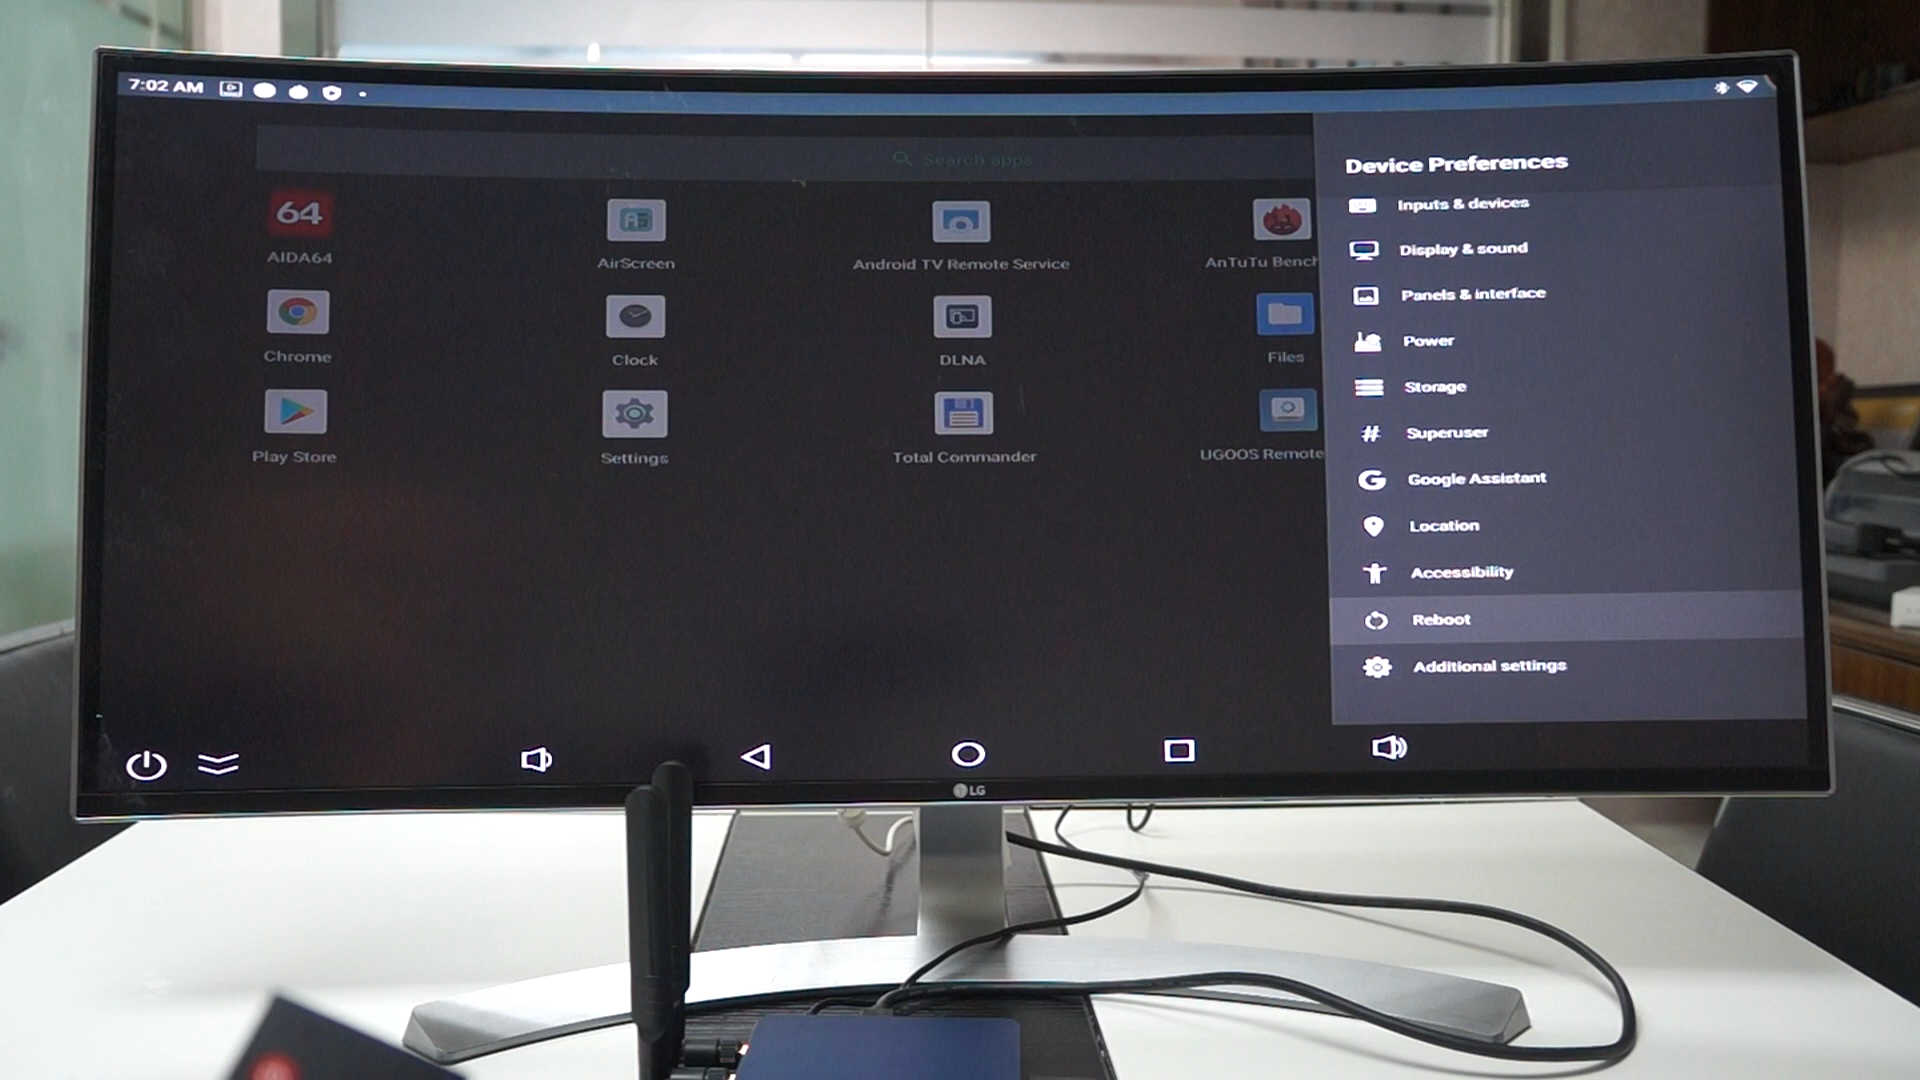 7:02 AM
Search apps
64
AIDA64
AirScreen
Android TV Remote Service
AnTuTu Bench
Chrome
Clock
DLNA
Files
Play Store
Settings
Total Commander
UGOOS Remote
Device Preferences
Inputs & devices
Display & sound
Panels & interface
Power
Storage
# Superuser
Google Assistant
Location
Accessibility
Reboot
Additional settings
LG